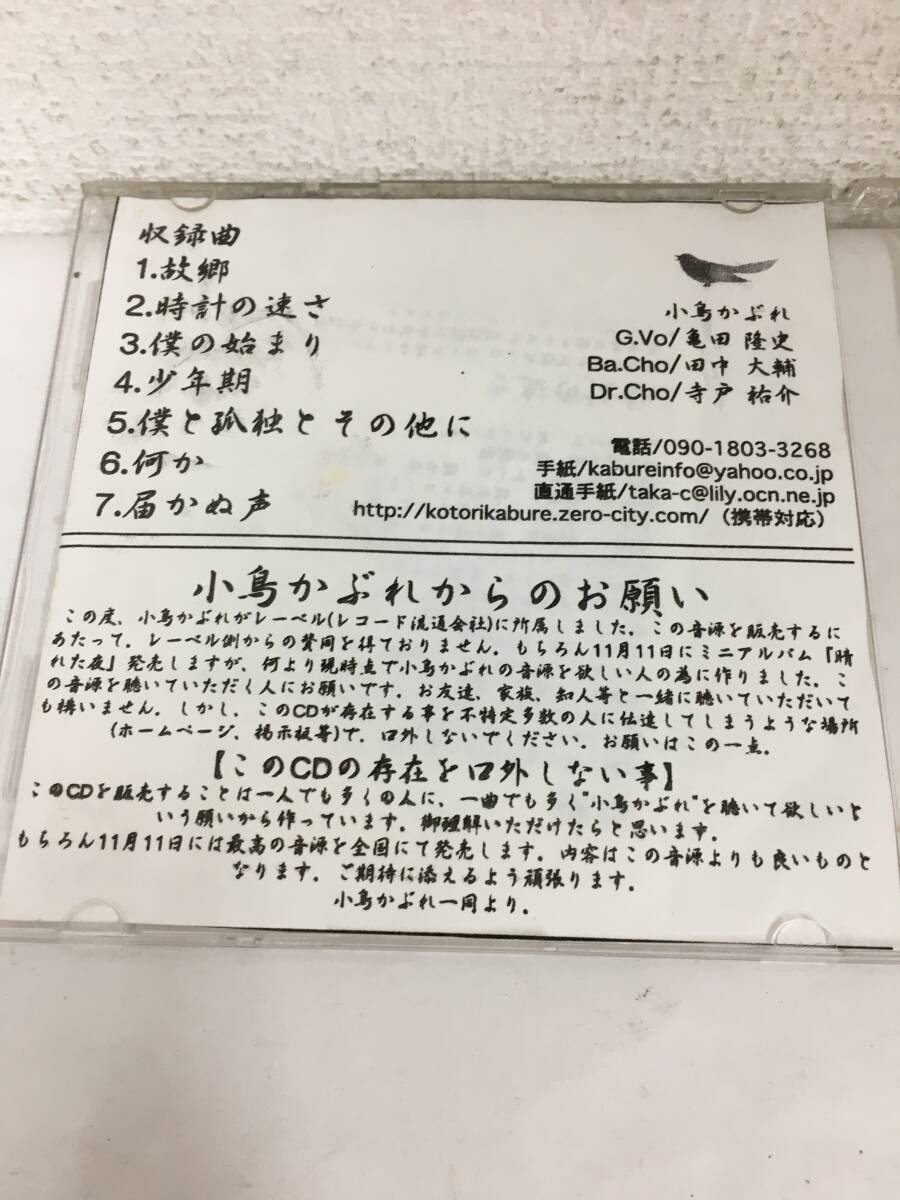 収録曲
1.故郷
2.時計の速さ
3.僕の始まり
4.少年期
5.僕と孤独とその他に
6.何か
7.届かぬ声
小鳥かぶれ
G.Vo/亀田 隆史
Ba.Cho/田中 大輔
Dr.Cho/寺戸 祐介
電話/090-1803-3268
手紙/kabureinfo@yahoo.co.jp
直通手紙/taka-c@lily.ocn.ne.jp
http://kotorikabure.zero-city.com/（携帯対応）
小鳥かぶれからのお願い
この度、小鳥かぶれがレーベル(レコード流通会社)に所属しました。この音源を販売するに
あたって、レーベル側からの賛同を得ておりません。もちろん11月11日にミニアルバム『晴
れた夜』発売しますが、何より現時点で小鳥かぶれの音源を欲しい人の為に作りました。こ
の音源を聴いていただく人にお願いです。お友達、家族、知人等と一緒に聴いていただいて
も構いません。しかし、このCDが存在する事を不特定多数の人に伝達してしまうような場所
(ホームページ、掲示板等)で、口外しないでください。お願いはこの一点。
【このCDの存在を口外しない事】
このCDを販売することは一人でも多くの人に、一曲でも多く"小鳥かぶれ"を聴いて欲しいと
いう願いから作っています。御理解いただけたらと思います。
もちろん11月11日には最高の音源を全国にて発売します。内容はこの音源よりも良いものと
なります。ご期待に添えるよう頑張ります。
小鳥かぶれ一同より。